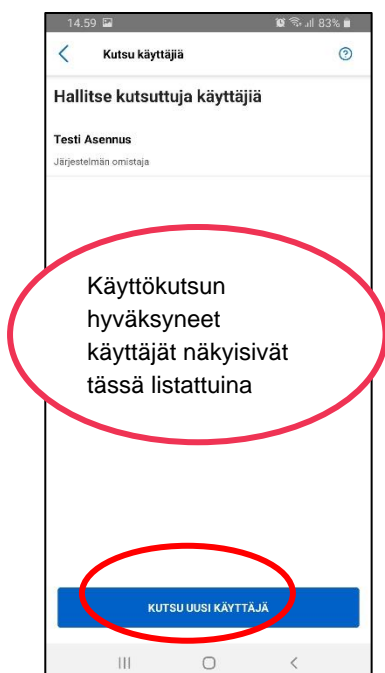 14.59 83%
Kutsu käyttäjiä
Hallitse kutsuttuja käyttäjiä
Testi Asennus
Järjestelmän omistaja
Käyttökutsun
hyväksyneet
käyttäjät näkyisivät
tässä listattuina
KUTSU UUSI KÄYTTÄJÄ